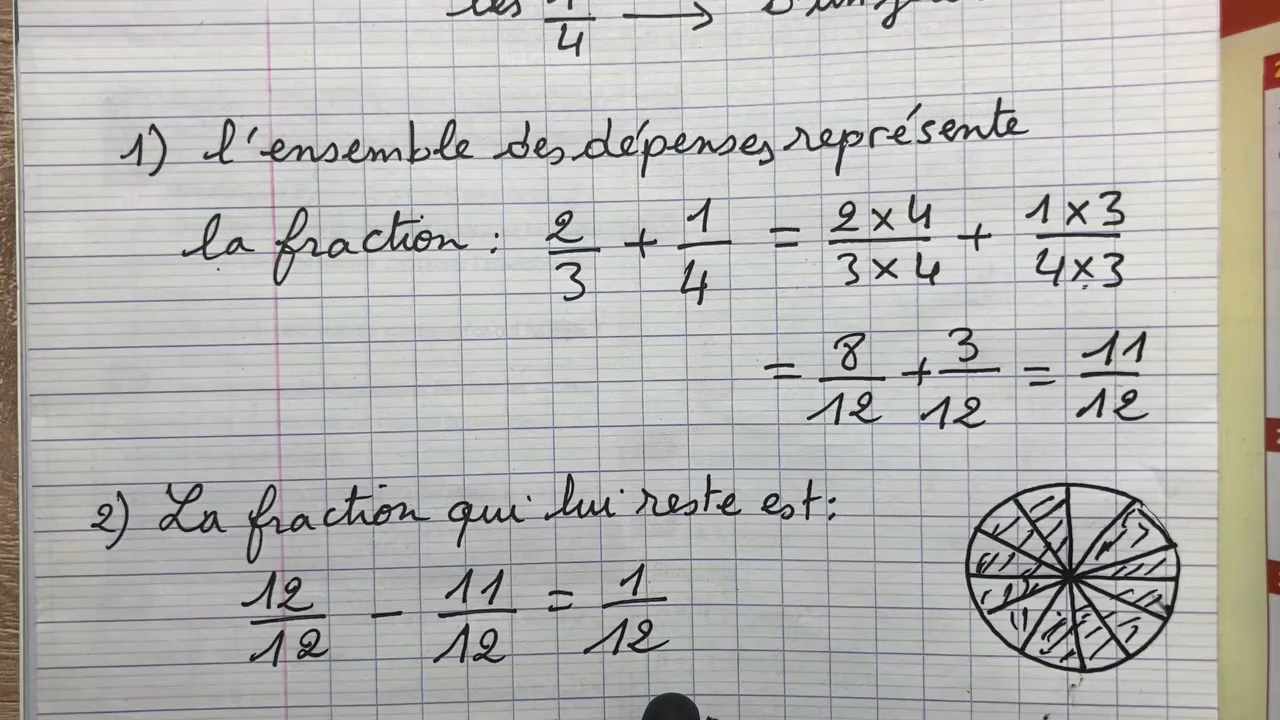 1/4 →
1) l'ensemble des dépenses représente
la fraction : 2/3 + 1/4 = 2×4/3×4 + 1×3/4×3
= 8/12 + 3/12 = 11/12
2) La fraction qui lui reste est :
12/12 - 11/12 = 1/12